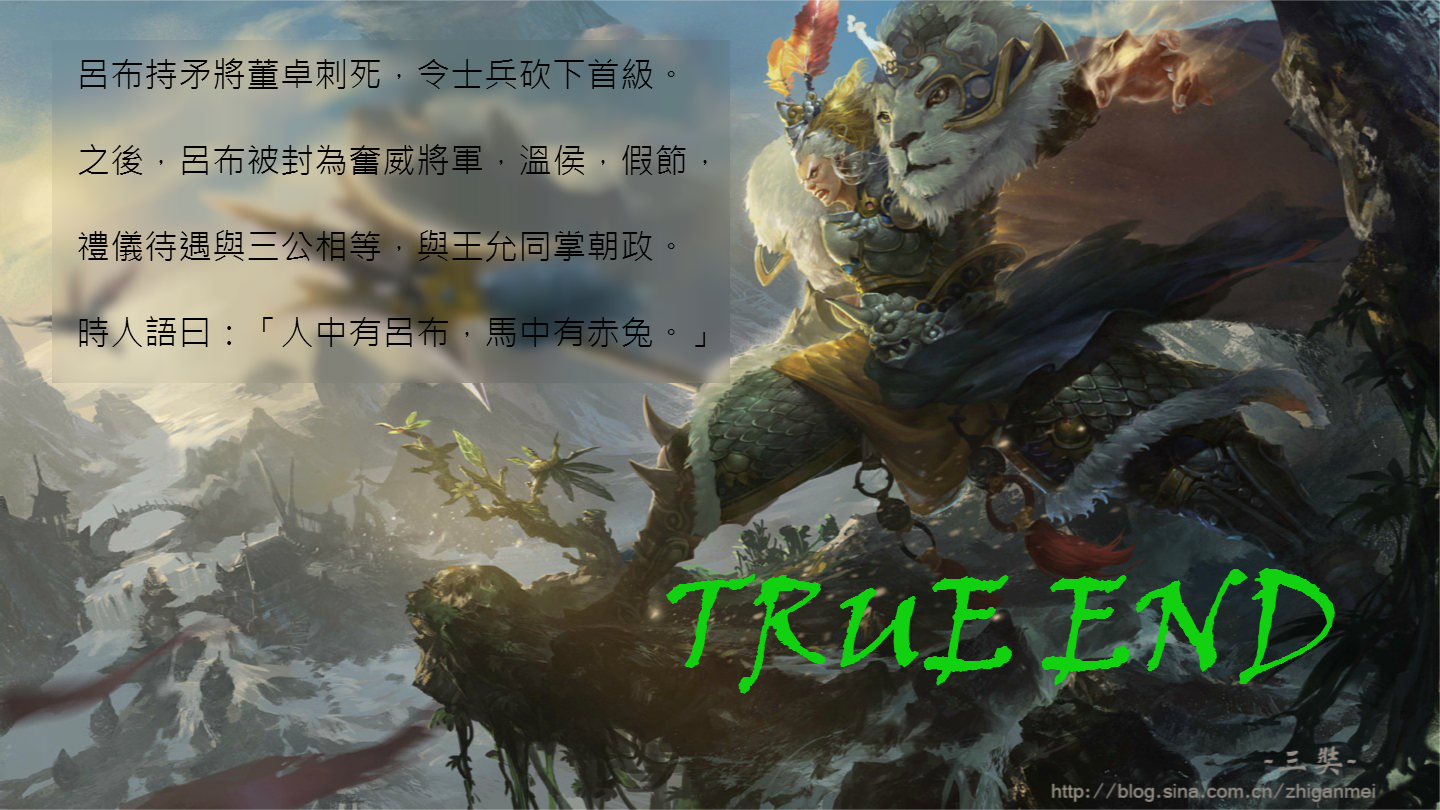 呂布持矛將董卓刺死，令士兵砍下首級。
之後，呂布被封為奮威將軍，溫侯，假節，
禮儀待遇與三公相等，與王允同掌朝政。
時人語曰：「人中有呂布，馬中有赤兔。」
TRUE END
-三奘-
http://blog.sina.com.cn/zhiganmei